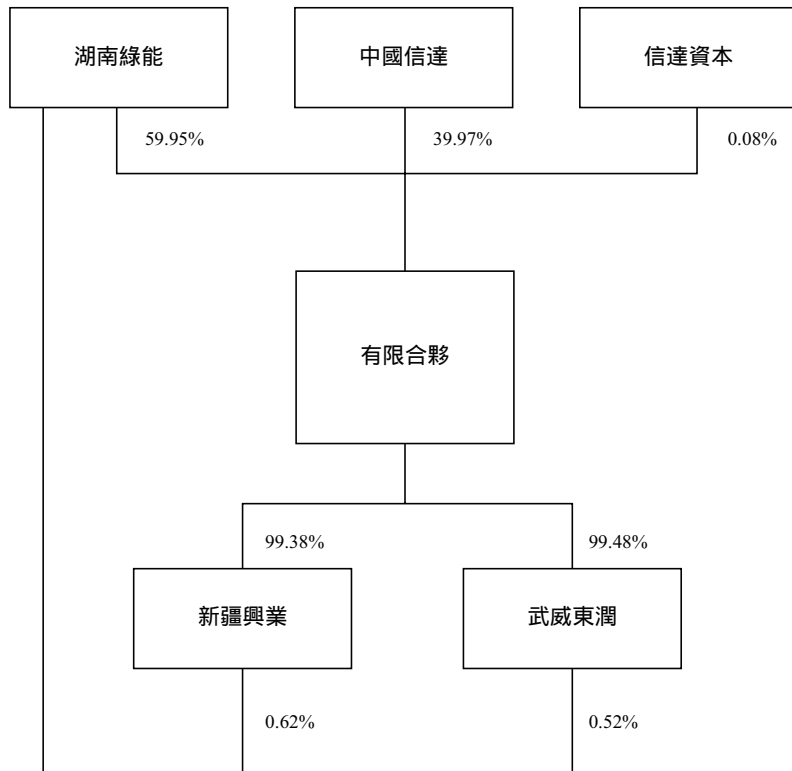 湖南綠能
中國信達
信達資本
59.95%
39.97%
0.08%
有限合夥
99.38%
99.48%
新疆興業
武威東潤
0.62%
0.52%